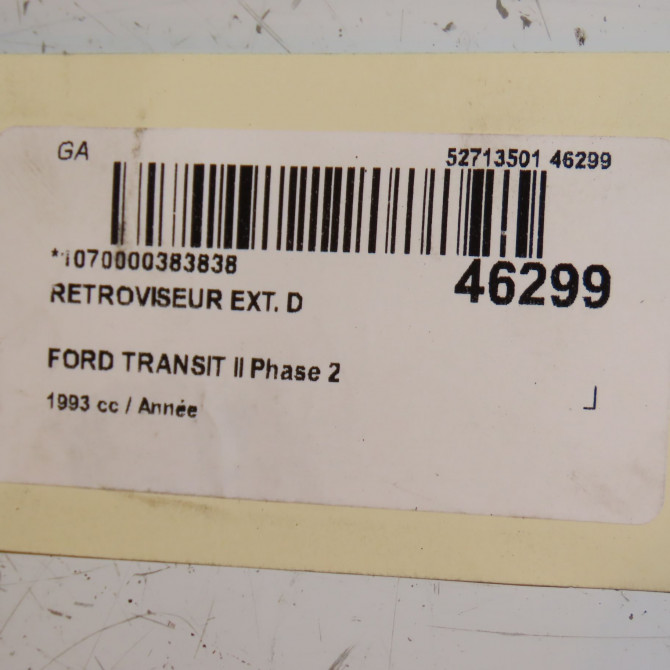 GA
52713501 46299
*1070000383838
46299
RETROVISEUR EXT. D
FORD TRANSIT II Phase 2
1993 cc / Année